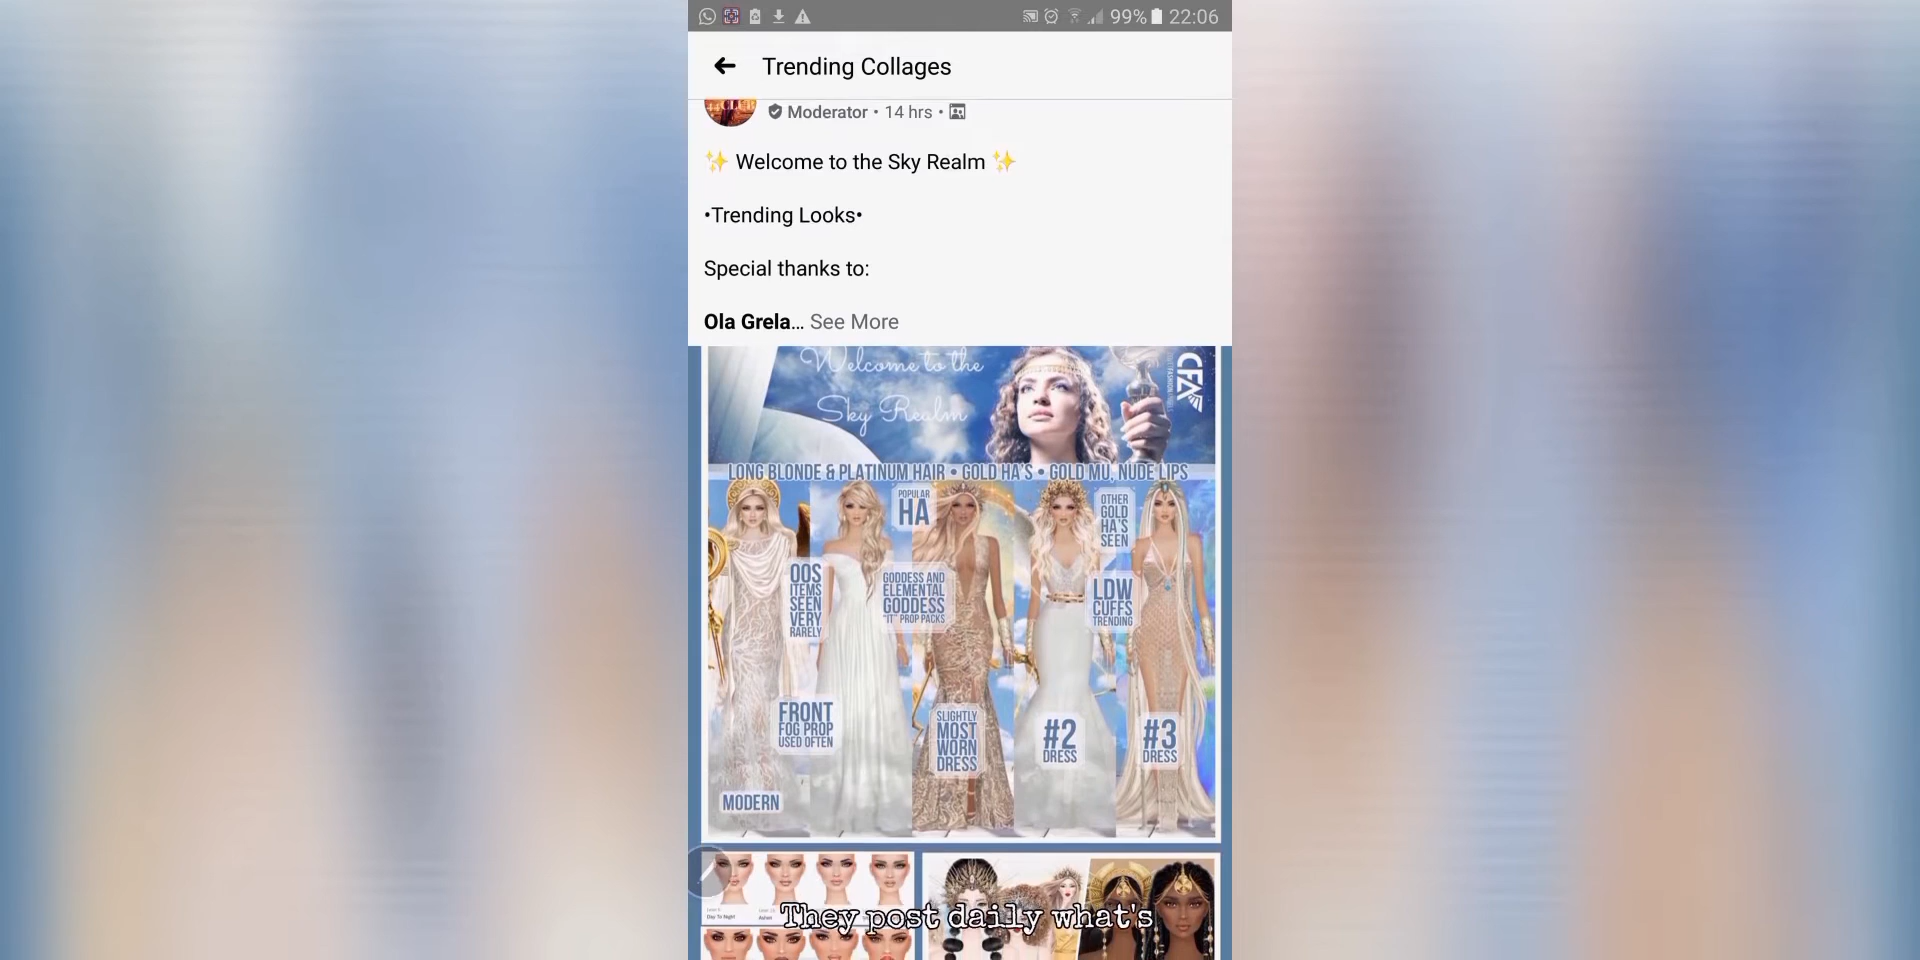 99% 22:06
Trending Collages
Moderator • 14 hrs •
✨ Welcome to the Sky Realm ✨
•Trending Looks•
Special thanks to:
Ola Grela... See More
Welcome to the
Sky Realm
CFA
LONG BLONDE & PLATINUM HAIR • GOLD HA'S • GOLD MU, NUDE LIPS
POPULAR
HA
OTHER
GOLD
HA'S
SEEN
OOS
ITEMS
SEEN
VERY
RARELY
GODDESS AND
ELEMENTAL
GODDESS
"IT" PROP PACKS
LDW
CUFFS
TRENDING
FRONT
FOG PROP
USED OFTEN
SLIGHTLY
MOST
WORN
DRESS
#2
DRESS
#3
DRESS
MODERN
Day To Night
They post daily what's